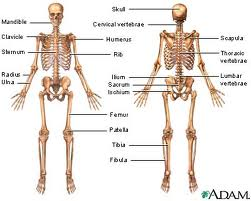 Skull
Cervical vertebrae
Mandible
Clavicle
Humerus
Scapula
Sternum
Rib
Thoracic
vertebrae
Radius
Ulna
Ilium
Sacrum
Ischium
Lumbar
vertebrae
Femur
Patella
Tibia
Fibula
ADAM